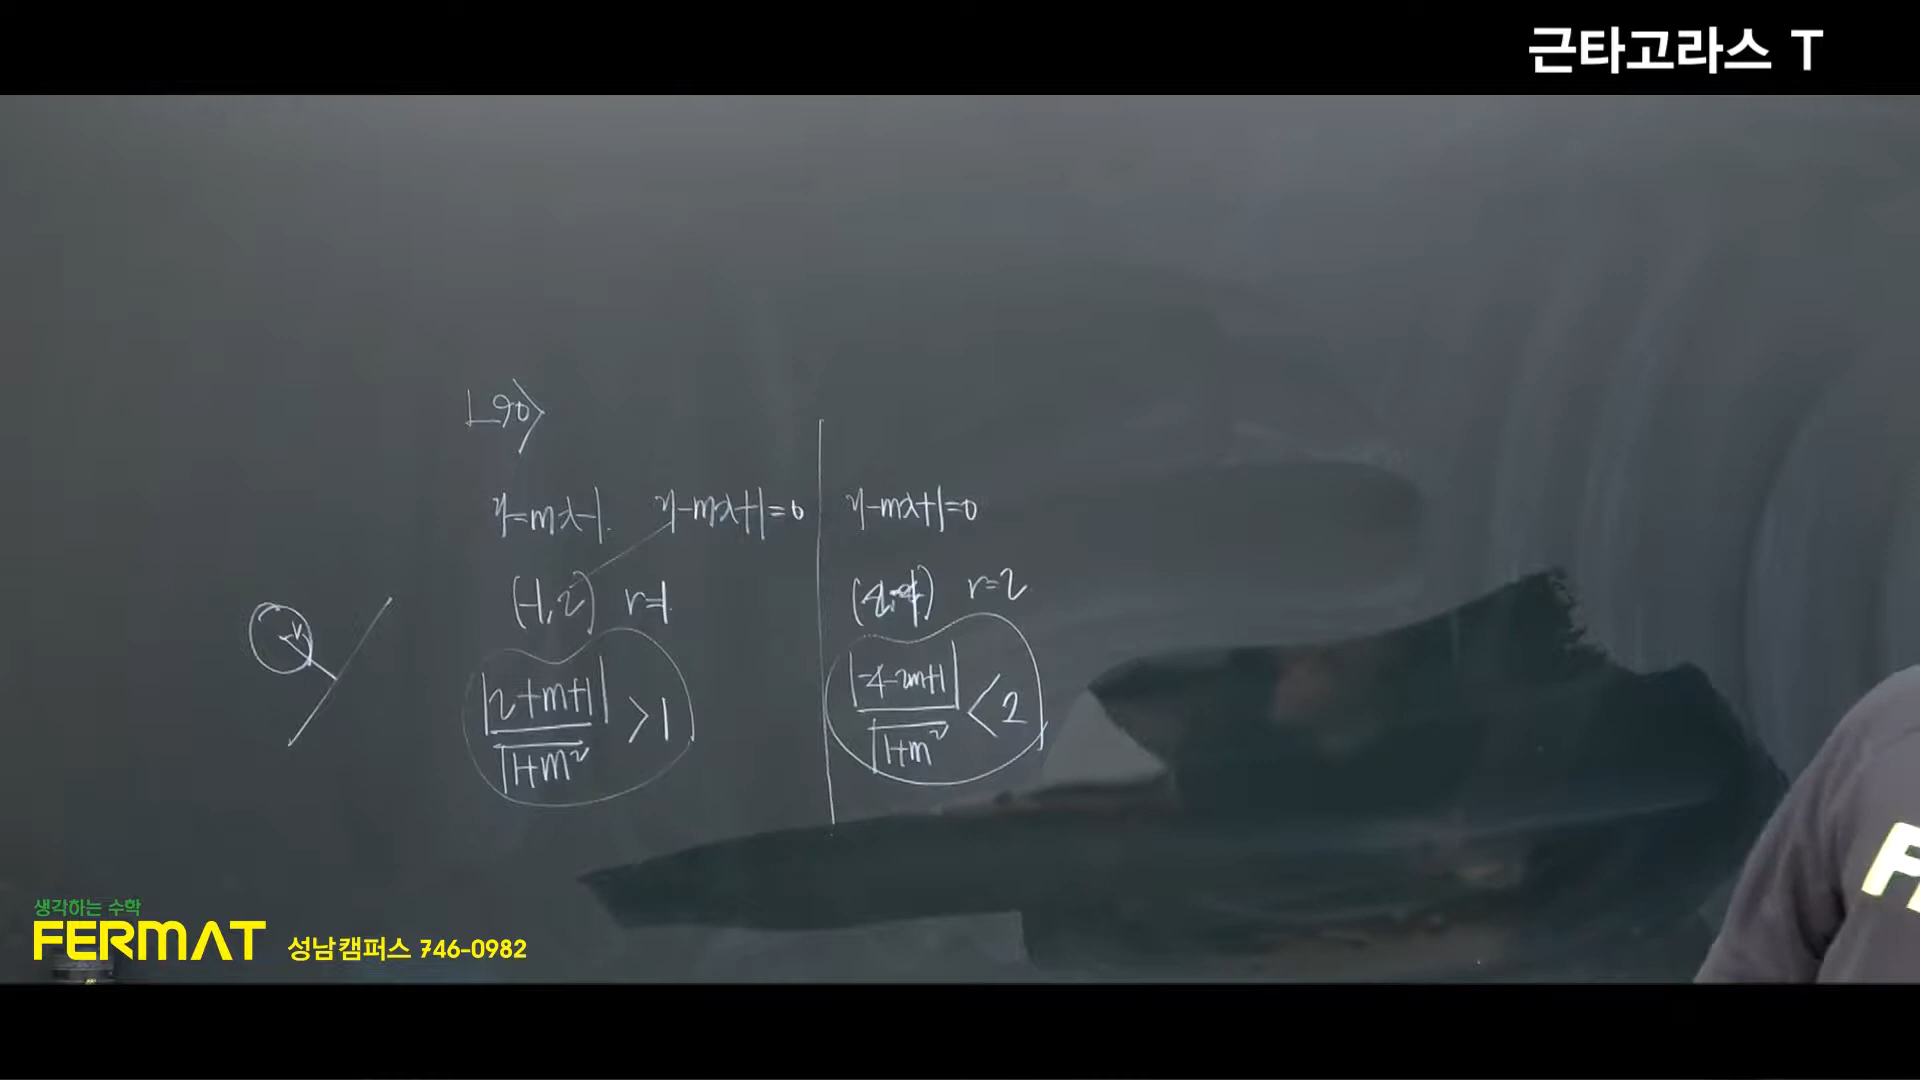 근타고라스 T
190>
y=mx-1. y-mx+1=0
y-mx+1=0
(-1,2) r=1
r=2
|2+m+1| / √1+m² >1
|-4-2m+1| / √1+m² <2
r
생각하는 수학
FERMAT 성남캠퍼스 746-0982